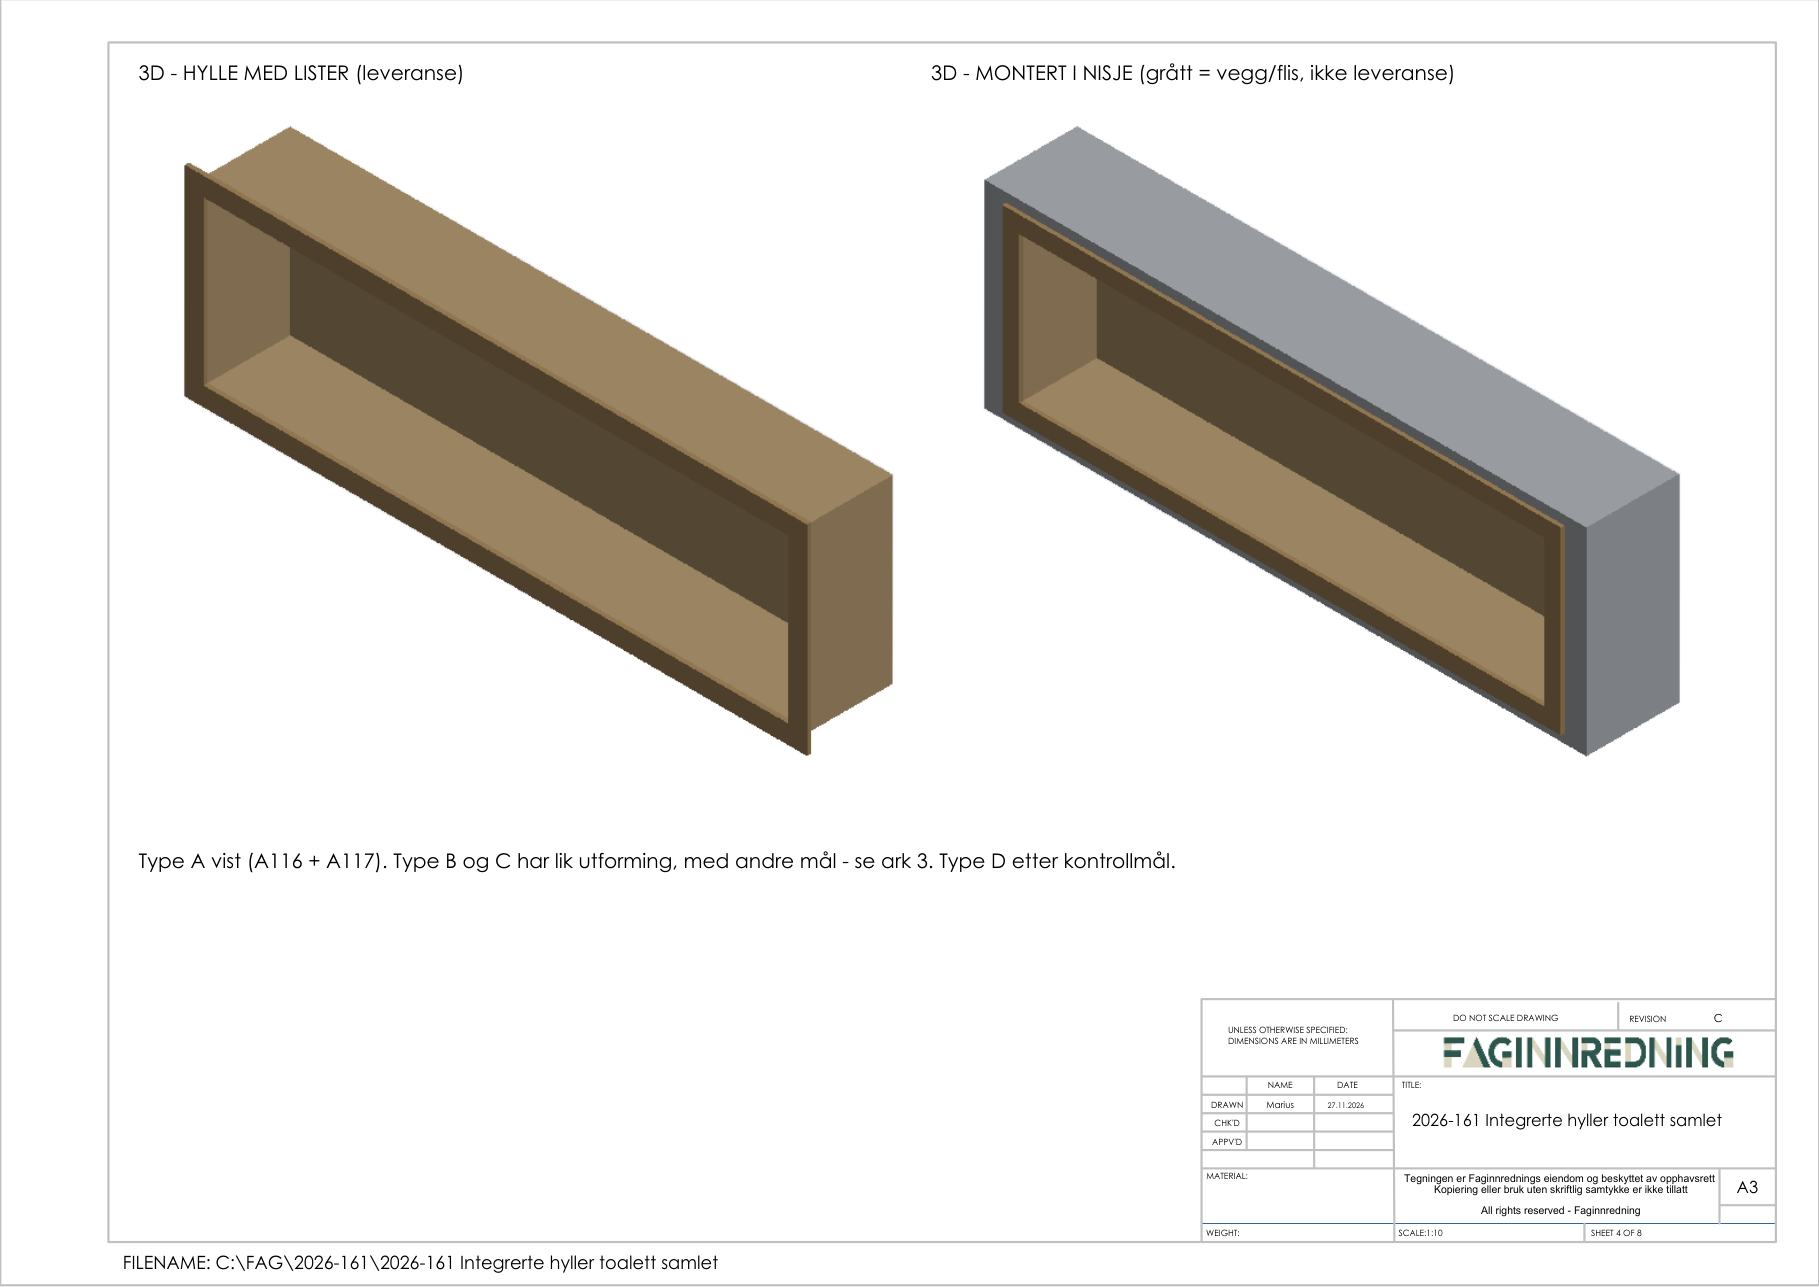 3D - HYLLE MED LISTER (leveranse)
3D - MONTERT I NISJE (grått = vegg/flis, ikke leveranse)
Type A vist (A116 + A117). Type B og C har lik utforming, med andre mål - se ark 3. Type D etter kontrollmål.
UNLESS OTHERWISE SPECIFIED:
DIMENSIONS ARE IN MILLIMETERS
DO NOT SCALE DRAWING
REVISION C
FAGINNREDNING
NAME DATE
DRAWN Marius 27.11.2026
CHK'D
APPV'D
TITLE:
2026-161 Integrerte hyller toalett samlet
MATERIAL:
Tegningen er Faginnrednings eiendom og beskyttet av opphavsrett
Kopiering eller bruk uten skriftlig samtykke er ikke tillatt
All rights reserved - Faginnredning
A3
WEIGHT:
SCALE:1:10
SHEET 4 OF 8
FILENAME: C:\FAG\2026-161\2026-161 Integrerte hyller toalett samlet